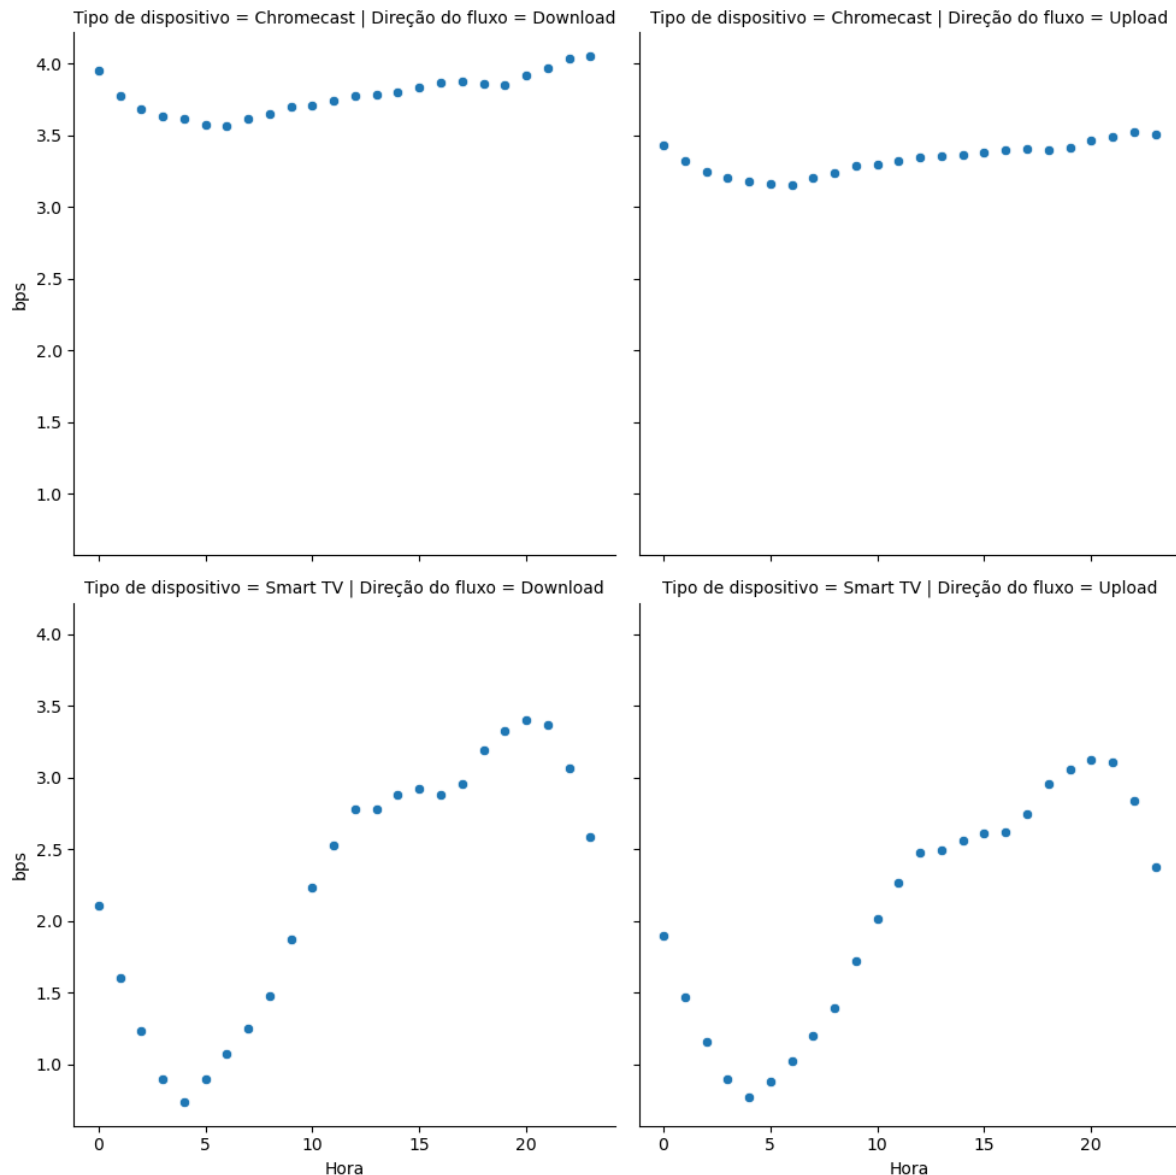 Tipo de dispositivo = Chromecast | Direção do fluxo = Download
Tipo de dispositivo = Chromecast | Direção do fluxo = Upload
4.0
3.5
3.0
2.5
2.0
1.5
1.0
bps
Tipo de dispositivo = Smart TV | Direção do fluxo = Download
Tipo de dispositivo = Smart TV | Direção do fluxo = Upload
4.0
3.5
3.0
2.5
2.0
1.5
1.0
bps
0 5 10 15 20
Hora
0 5 10 15 20
Hora